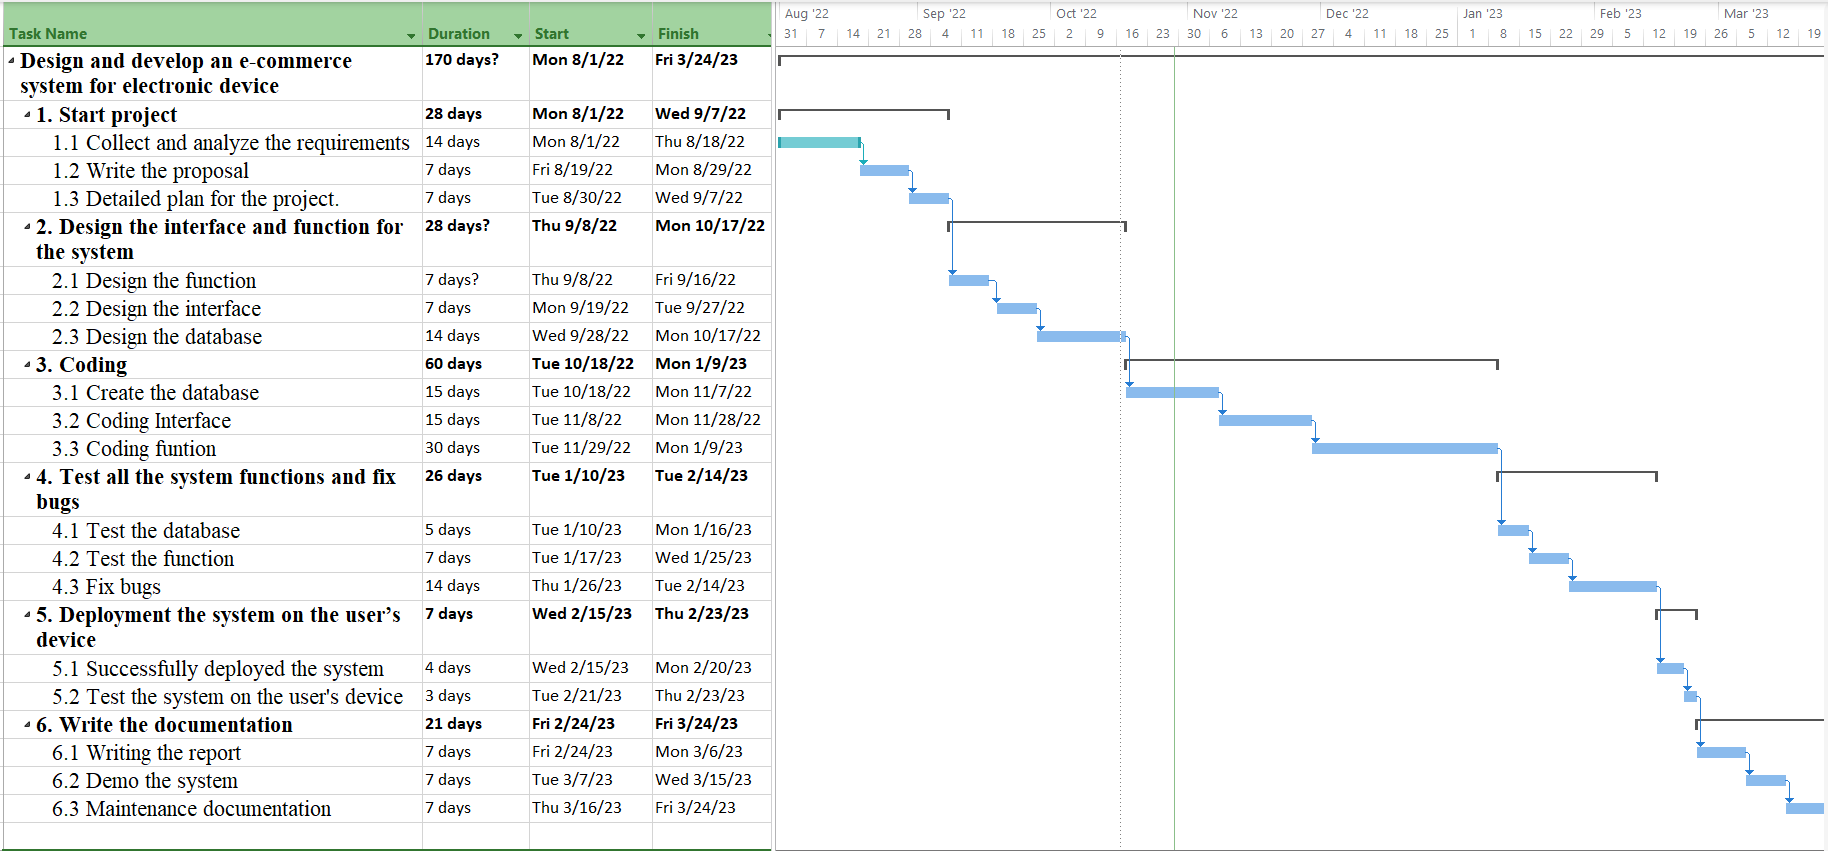 Task Name Duration Start Finish
Aug '22 Sep '22 Oct '22 Nov '22 Dec '22 Jan '23 Feb '23 Mar '23
31 7 14 21 28 4 11 18 25 2 9 16 23 30 6 13 20 27 4 11 18 25 1 8 15 22 29 5 12 19 26 5 12 19
Design and develop an e-commerce 170 days? Mon 8/1/22 Fri 3/24/23
system for electronic device
1. Start project 28 days Mon 8/1/22 Wed 9/7/22
1.1 Collect and analyze the requirements 14 days Mon 8/1/22 Thu 8/18/22
1.2 Write the proposal 7 days Fri 8/19/22 Mon 8/29/22
1.3 Detailed plan for the project. 7 days Tue 8/30/22 Wed 9/7/22
2. Design the interface and function for 28 days? Thu 9/8/22 Mon 10/17/22
the system
2.1 Design the function 7 days? Thu 9/8/22 Fri 9/16/22
2.2 Design the interface 7 days Mon 9/19/22 Tue 9/27/22
2.3 Design the database 14 days Wed 9/28/22 Mon 10/17/22
3. Coding 60 days Tue 10/18/22 Mon 1/9/23
3.1 Create the database 15 days Tue 10/18/22 Mon 11/7/22
3.2 Coding Interface 15 days Tue 11/8/22 Mon 11/28/22
3.3 Coding funtion 30 days Tue 11/29/22 Mon 1/9/23
4. Test all the system functions and fix 26 days Tue 1/10/23 Tue 2/14/23
bugs
4.1 Test the database 5 days Tue 1/10/23 Mon 1/16/23
4.2 Test the function 7 days Tue 1/17/23 Wed 1/25/23
4.3 Fix bugs 14 days Thu 1/26/23 Tue 2/14/23
5. Deployment the system on the user’s 7 days Wed 2/15/23 Thu 2/23/23
device
5.1 Successfully deployed the system 4 days Wed 2/15/23 Mon 2/20/23
5.2 Test the system on the user's device 3 days Tue 2/21/23 Thu 2/23/23
6. Write the documentation 21 days Fri 2/24/23 Fri 3/24/23
6.1 Writing the report 7 days Fri 2/24/23 Mon 3/6/23
6.2 Demo the system 7 days Tue 3/7/23 Wed 3/15/23
6.3 Maintenance documentation 7 days Thu 3/16/23 Fri 3/24/23